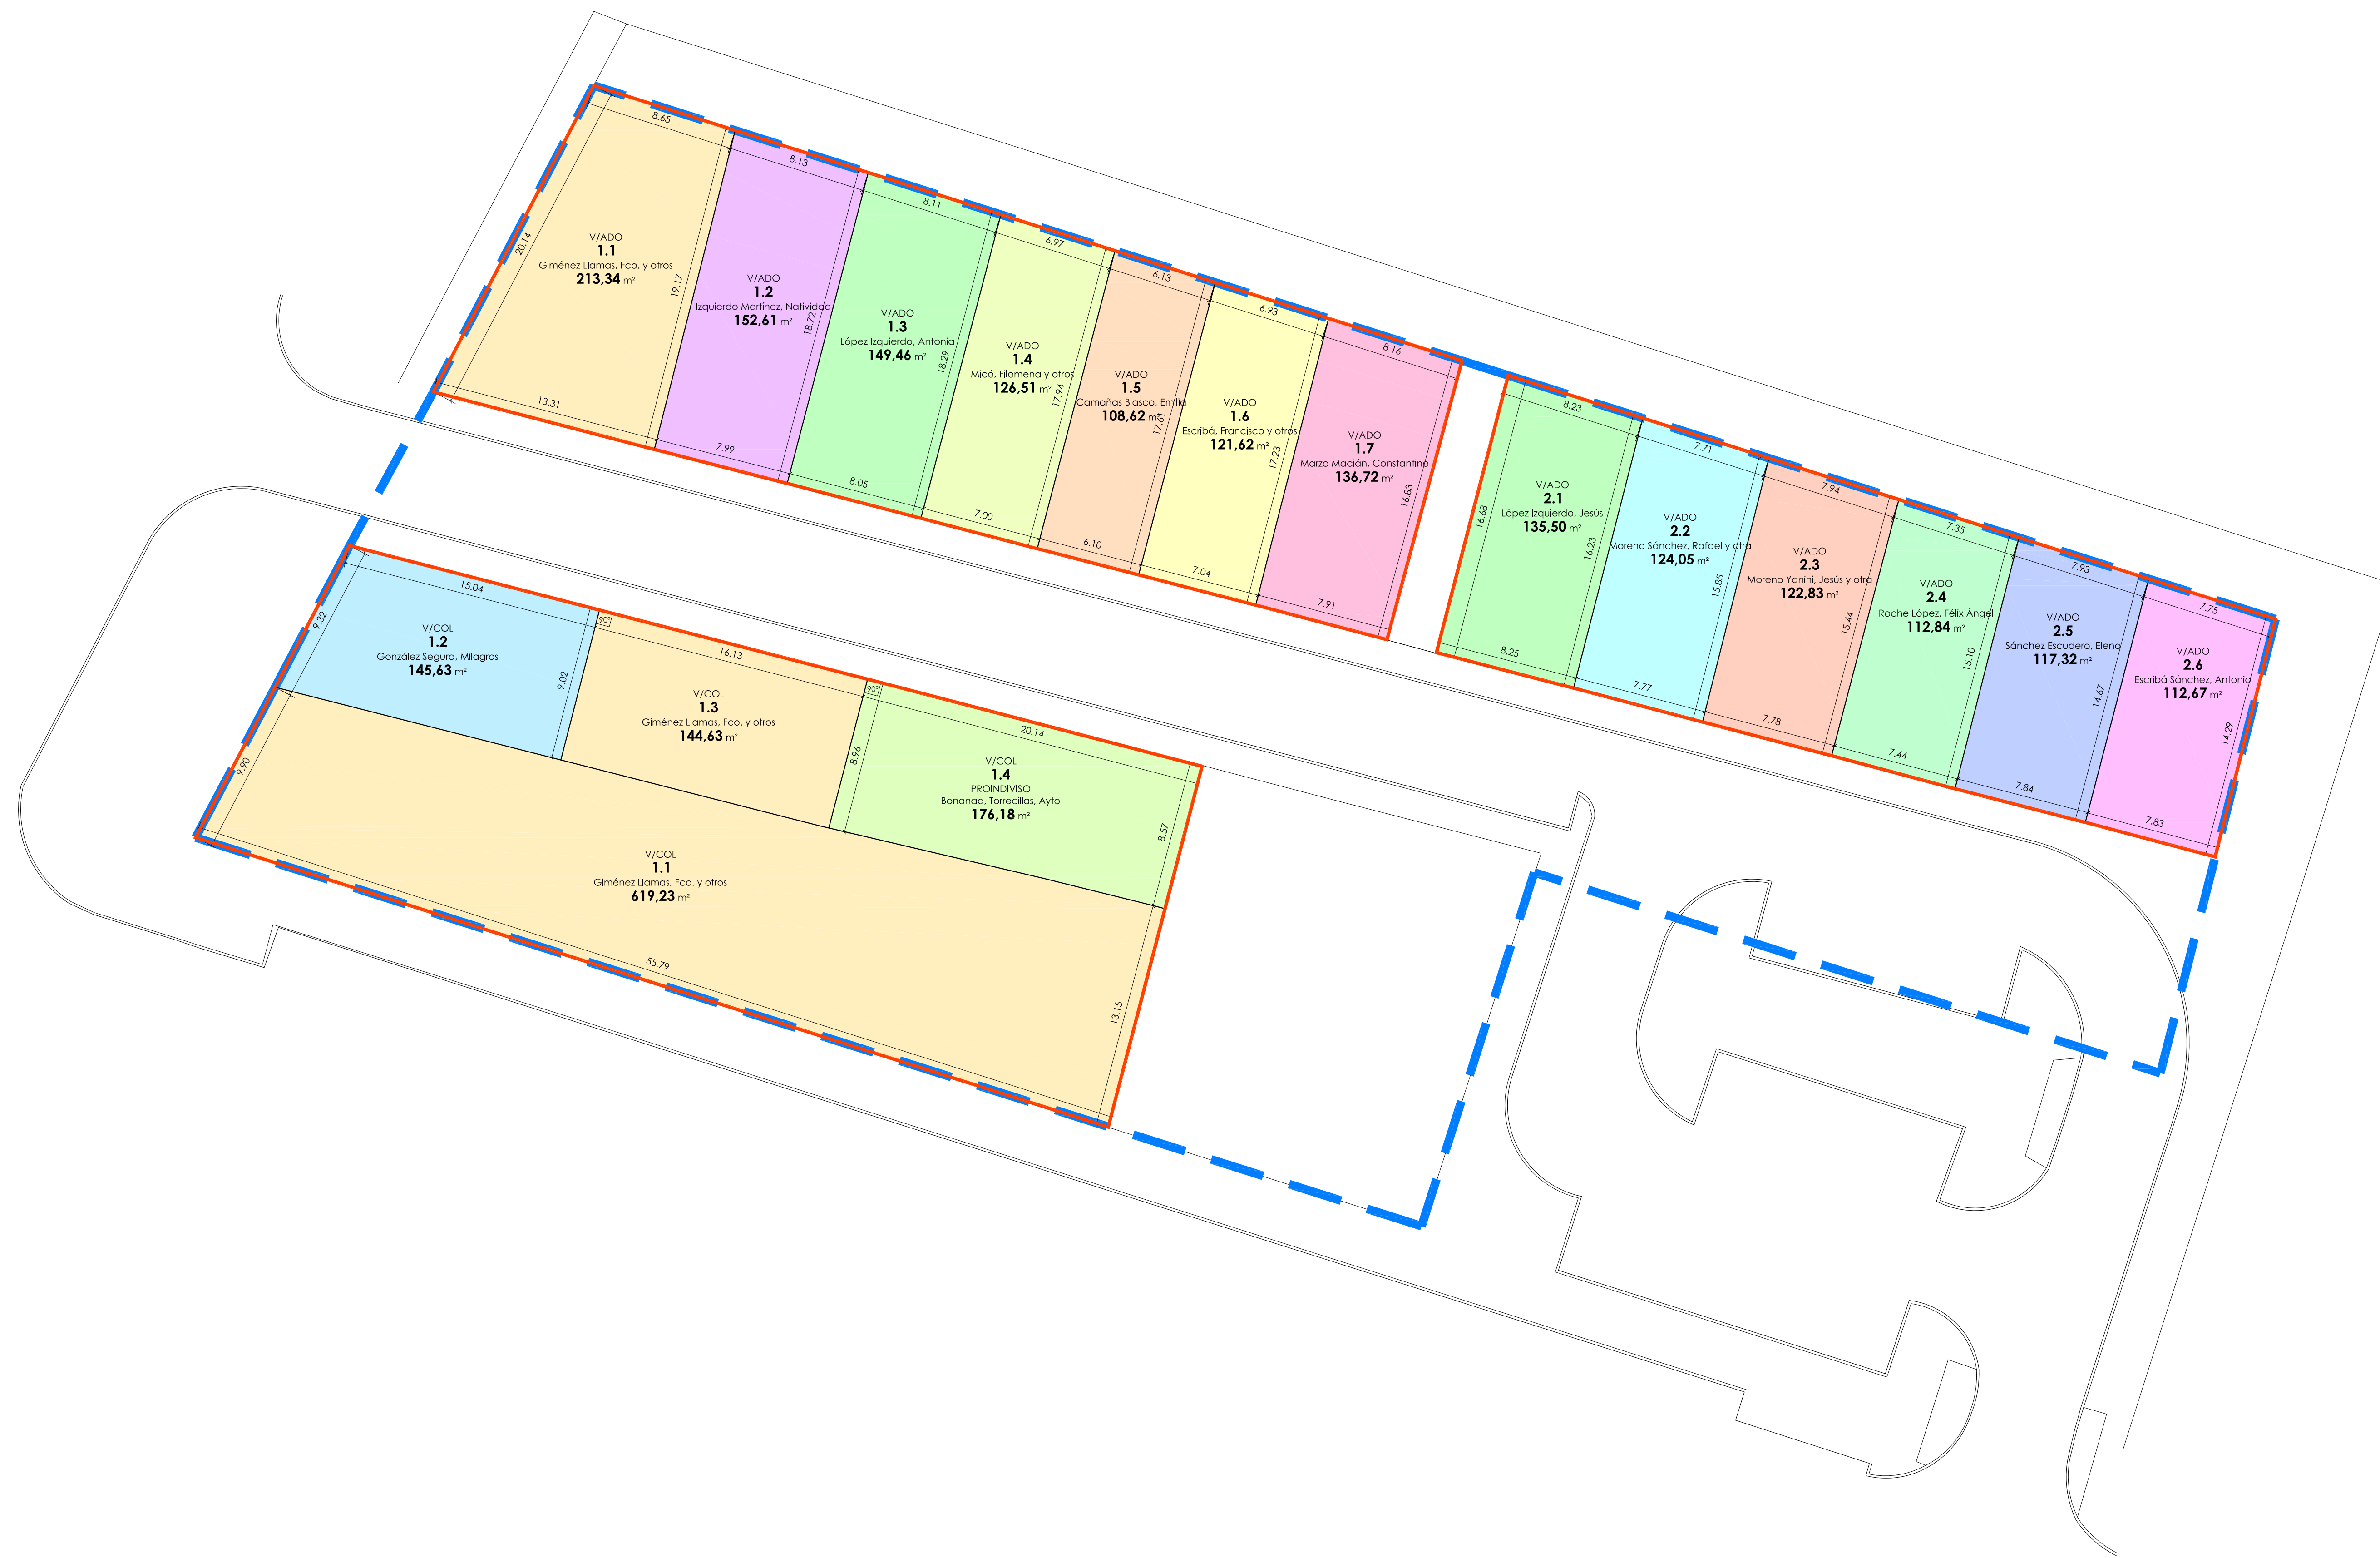 8.65
20.14
V/ADO
1.1
Giménez Llamas, Fco. y otros
213,34 m²
19.17
13.31
8.13
V/ADO
1.2
Izquierdo Martínez, Natividad
152,61 m²
18.72
7.99
8.11
V/ADO
1.3
López Izquierdo, Antonia
149,46 m²
18.29
8.05
6.97
V/ADO
1.4
Micó, Filomena y otros
126,51 m²
17.94
7.00
6.13
V/ADO
1.5
Camañas Blasco, Emilia
108,62 m²
17.61
6.10
6.93
V/ADO
1.6
Escribá, Francisco y otros
121,62 m²
17.23
7.04
8.16
V/ADO
1.7
Marzo Macián, Constantino
136,72 m²
16.83
7.91
8.23
16.68
V/ADO
2.1
López Izquierdo, Jesús
135,50 m²
16.23
8.25
7.71
V/ADO
2.2
Moreno Sánchez, Rafael y otra
124,05 m²
15.85
7.77
7.94
V/ADO
2.3
Moreno Yanini, Jesús y otra
122,83 m²
15.44
7.78
7.35
V/ADO
2.4
Roche López, Félix Ángel
112,84 m²
15.10
7.44
7.93
V/ADO
2.5
Sánchez Escudero, Elena
117,32 m²
14.67
7.84
7.75
V/ADO
2.6
Escribá Sánchez, Antonio
112,67 m²
14.29
7.83
15.04
9.32
V/COL
1.2
González Segura, Milagros
145,63 m²
9.02
90º
16.13
V/COL
1.3
Giménez Llamas, Fco. y otros
144,63 m²
8.96
90º
20.14
V/COL
1.4
PROINDIVISO
Bonanad, Torrecillas, Ayto
176,18 m²
8.57
9.90
V/COL
1.1
Giménez Llamas, Fco. y otros
619,23 m²
55.79
13.15